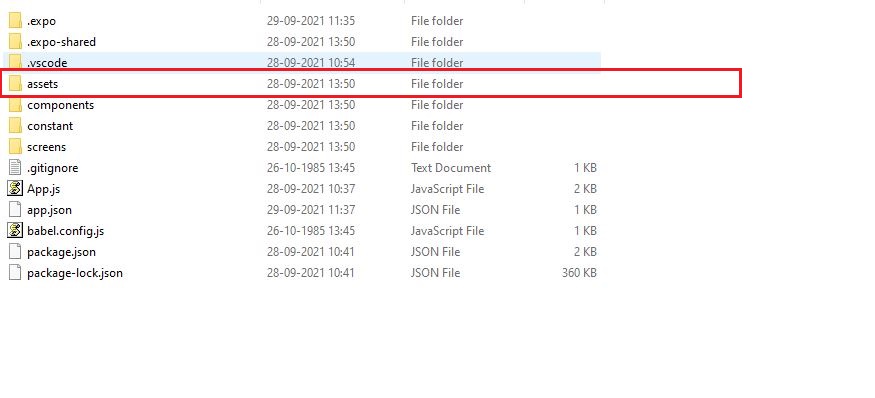 .expo 29-09-2021 11:35 File folder
.expo-shared 28-09-2021 13:50 File folder
.vscode 28-09-2021 10:54 File folder
assets 28-09-2021 13:50 File folder
components 28-09-2021 13:50 File folder
constant 28-09-2021 13:50 File folder
screens 28-09-2021 13:50 File folder
.gitignore 26-10-1985 13:45 Text Document 1 KB
App.js 28-09-2021 10:37 JavaScript File 2 KB
app.json 29-09-2021 11:37 JSON File 1 KB
babel.config.js 26-10-1985 13:45 JavaScript File 1 KB
package.json 28-09-2021 10:41 JSON File 2 KB
package-lock.json 28-09-2021 10:41 JSON File 360 KB